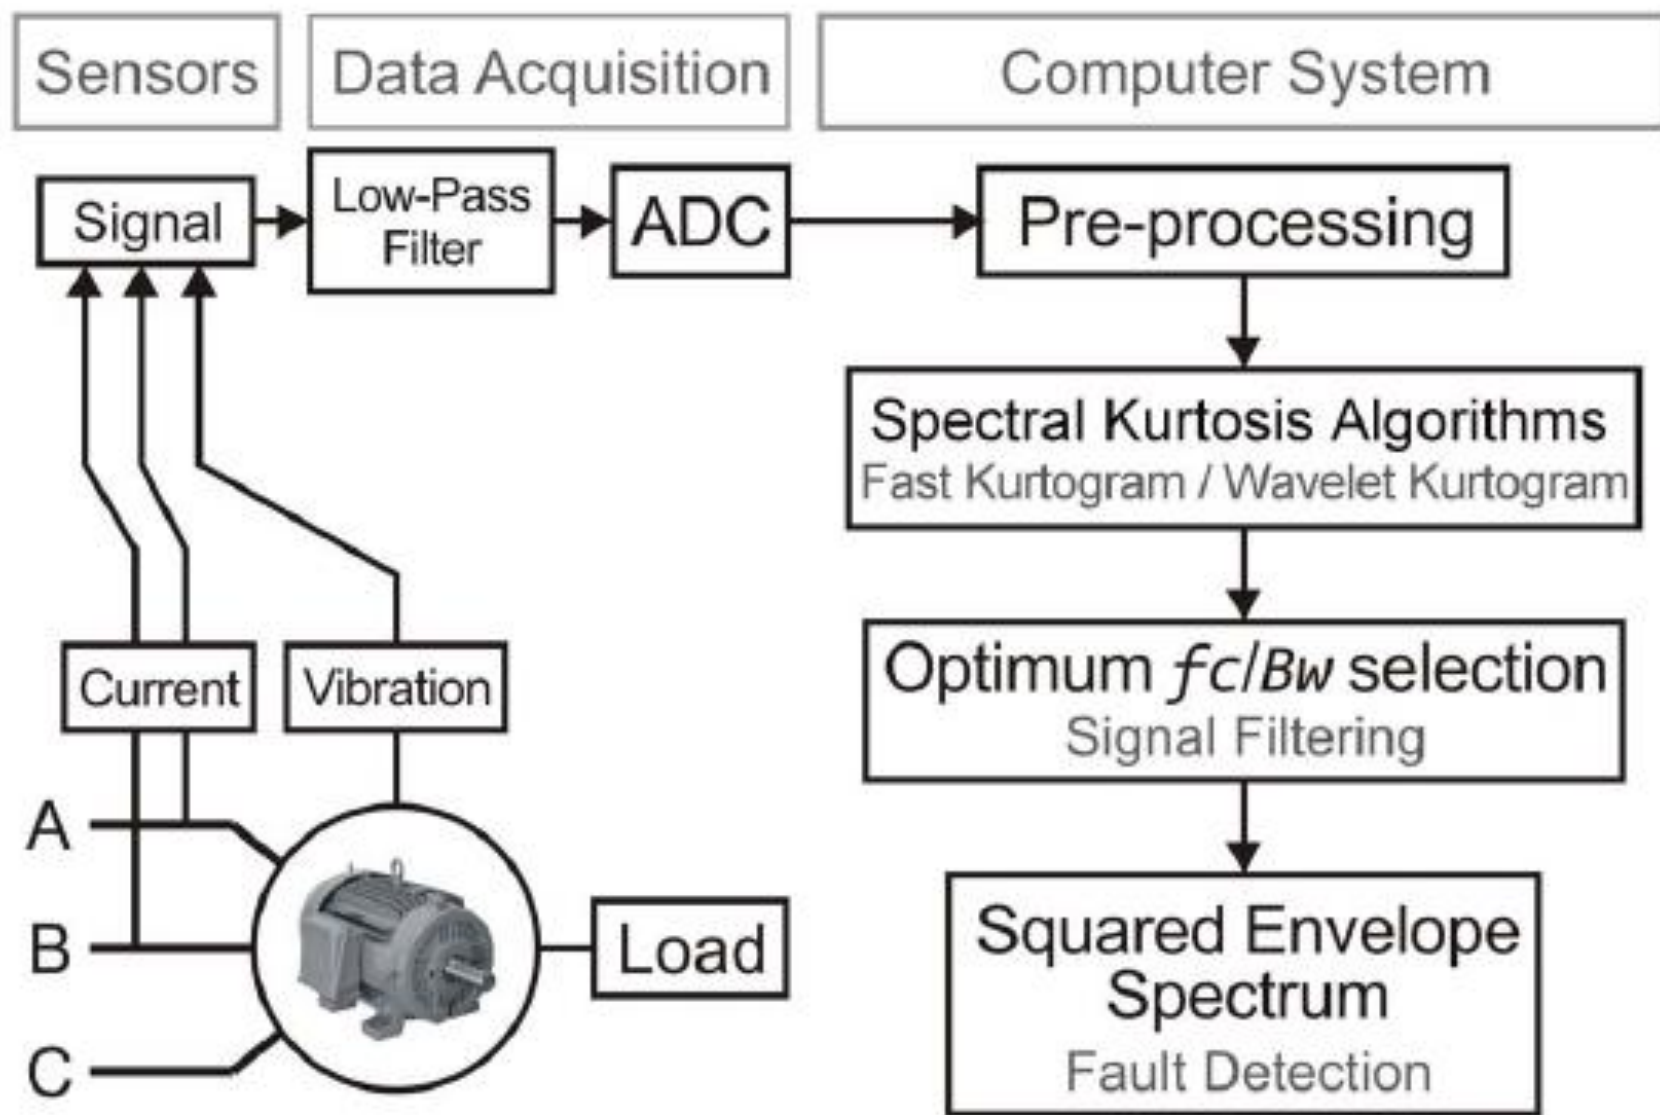 Sensors
Data Acquisition
Computer System
Signal
Low-Pass
Filter
ADC
Pre-processing
Spectral Kurtosis Algorithms
Fast Kurtogram / Wavelet Kurtogram
Optimum fc/Bw selection
Signal Filtering
Current
Vibration
A
B
C
Load
Squared Envelope
Spectrum
Fault Detection